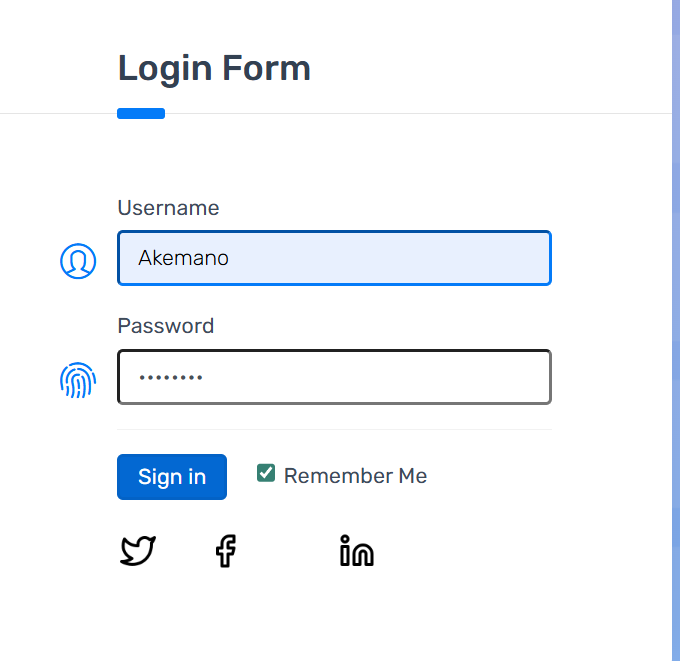 Login Form
Username
Akemano
Password
••••••••
Sign in
Remember Me